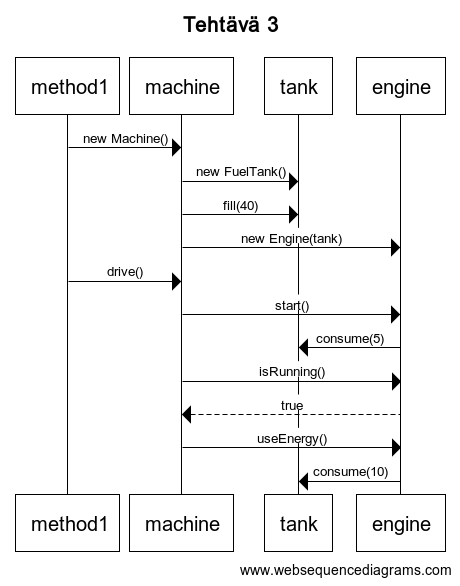 Tehtävä 3
method1 machine tank engine
new Machine()
new FuelTank()
fill(40)
new Engine(tank)
drive()
start()
consume(5)
isRunning()
true
useEnergy()
consume(10)
method1 machine tank engine
www.websequencediagrams.com